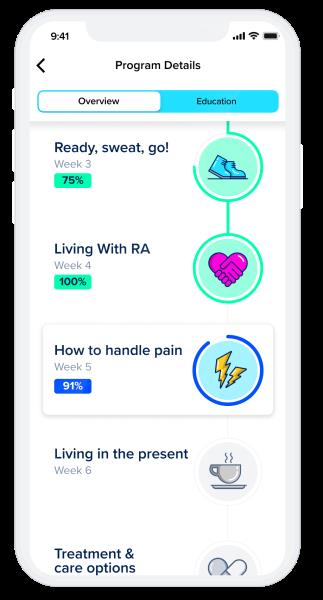 9:41
Program Details
Overview
Education
Ready, sweat, go!
Week 3
75%
Living With RA
Week 4
100%
How to handle pain
Week 5
91%
Living in the present
Week 6
Treatment &
care options